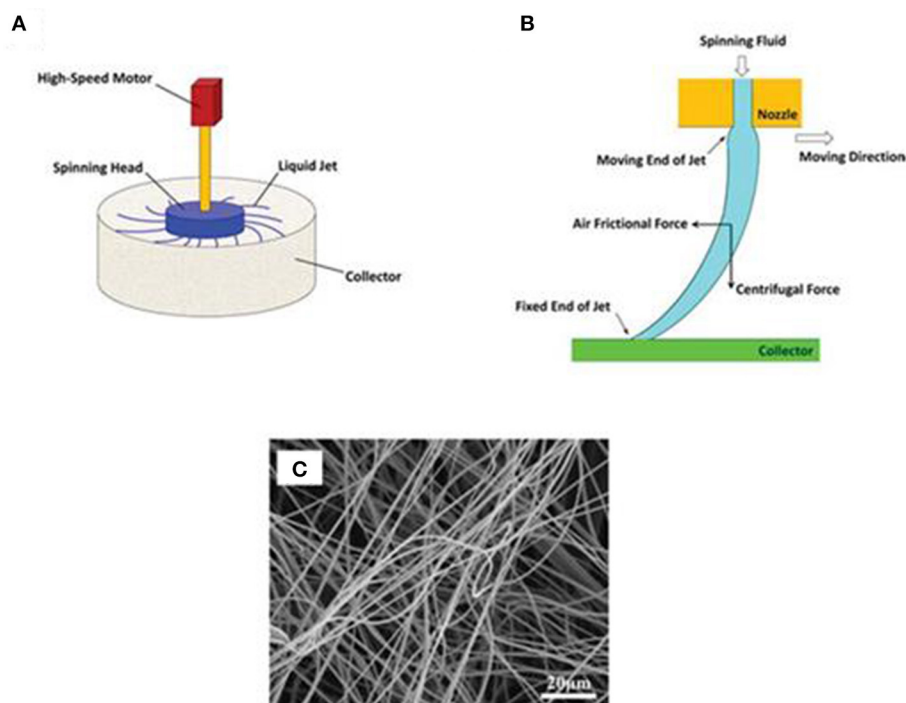 A
High-Speed Motor
Spinning Head
Liquid Jet
Collector
B
Spinning Fluid
Nozzle
Moving End of Jet
Moving Direction
Air Frictional Force
Centrifugal Force
Fixed End of Jet
Collector
C
20μm